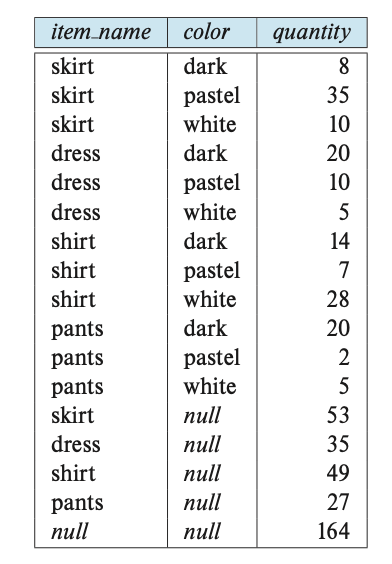 item_name color quantity
skirt dark 8
skirt pastel 35
skirt white 10
dress dark 20
dress pastel 10
dress white 5
shirt dark 14
shirt pastel 7
shirt white 28
pants dark 20
pants pastel 2
pants white 5
skirt null 53
dress null 35
shirt null 49
pants null 27
null null 164